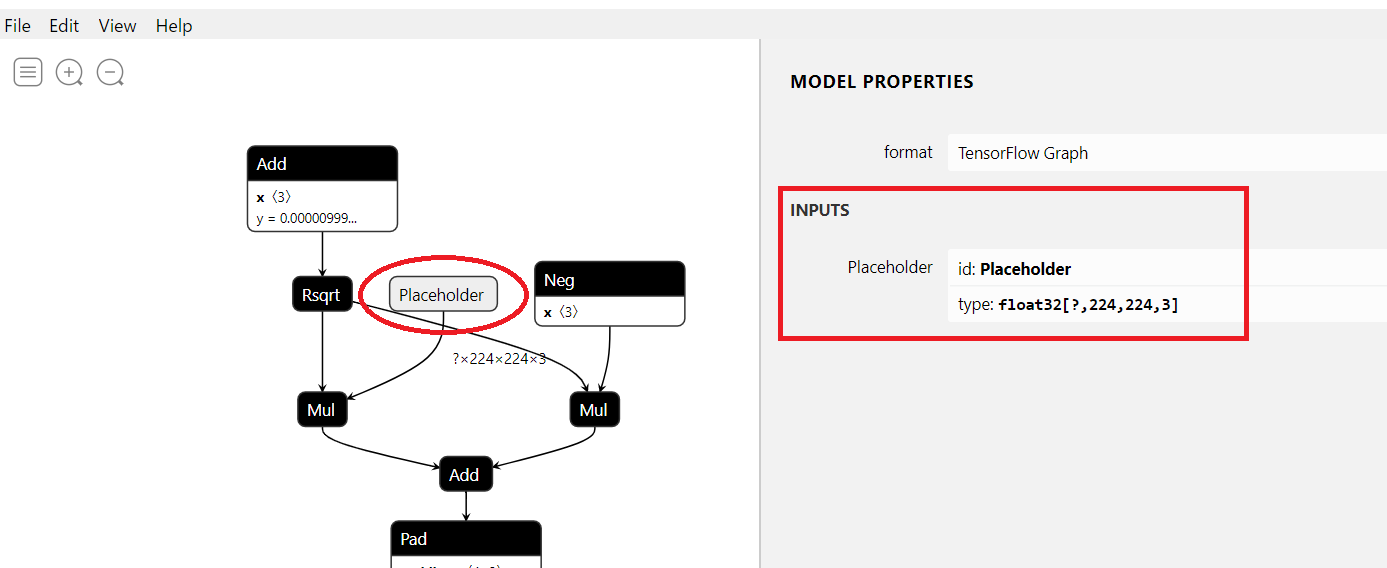 File Edit View Help
MODEL PROPERTIES
format TensorFlow Graph
INPUTS
Placeholder id: Placeholder
type: float32[?,224,224,3]
Add
x 〈3〉
y = 0.00000999...
Rsqrt
Placeholder
Neg
x 〈3〉
?×224×224×3
Mul
Mul
Add
Pad